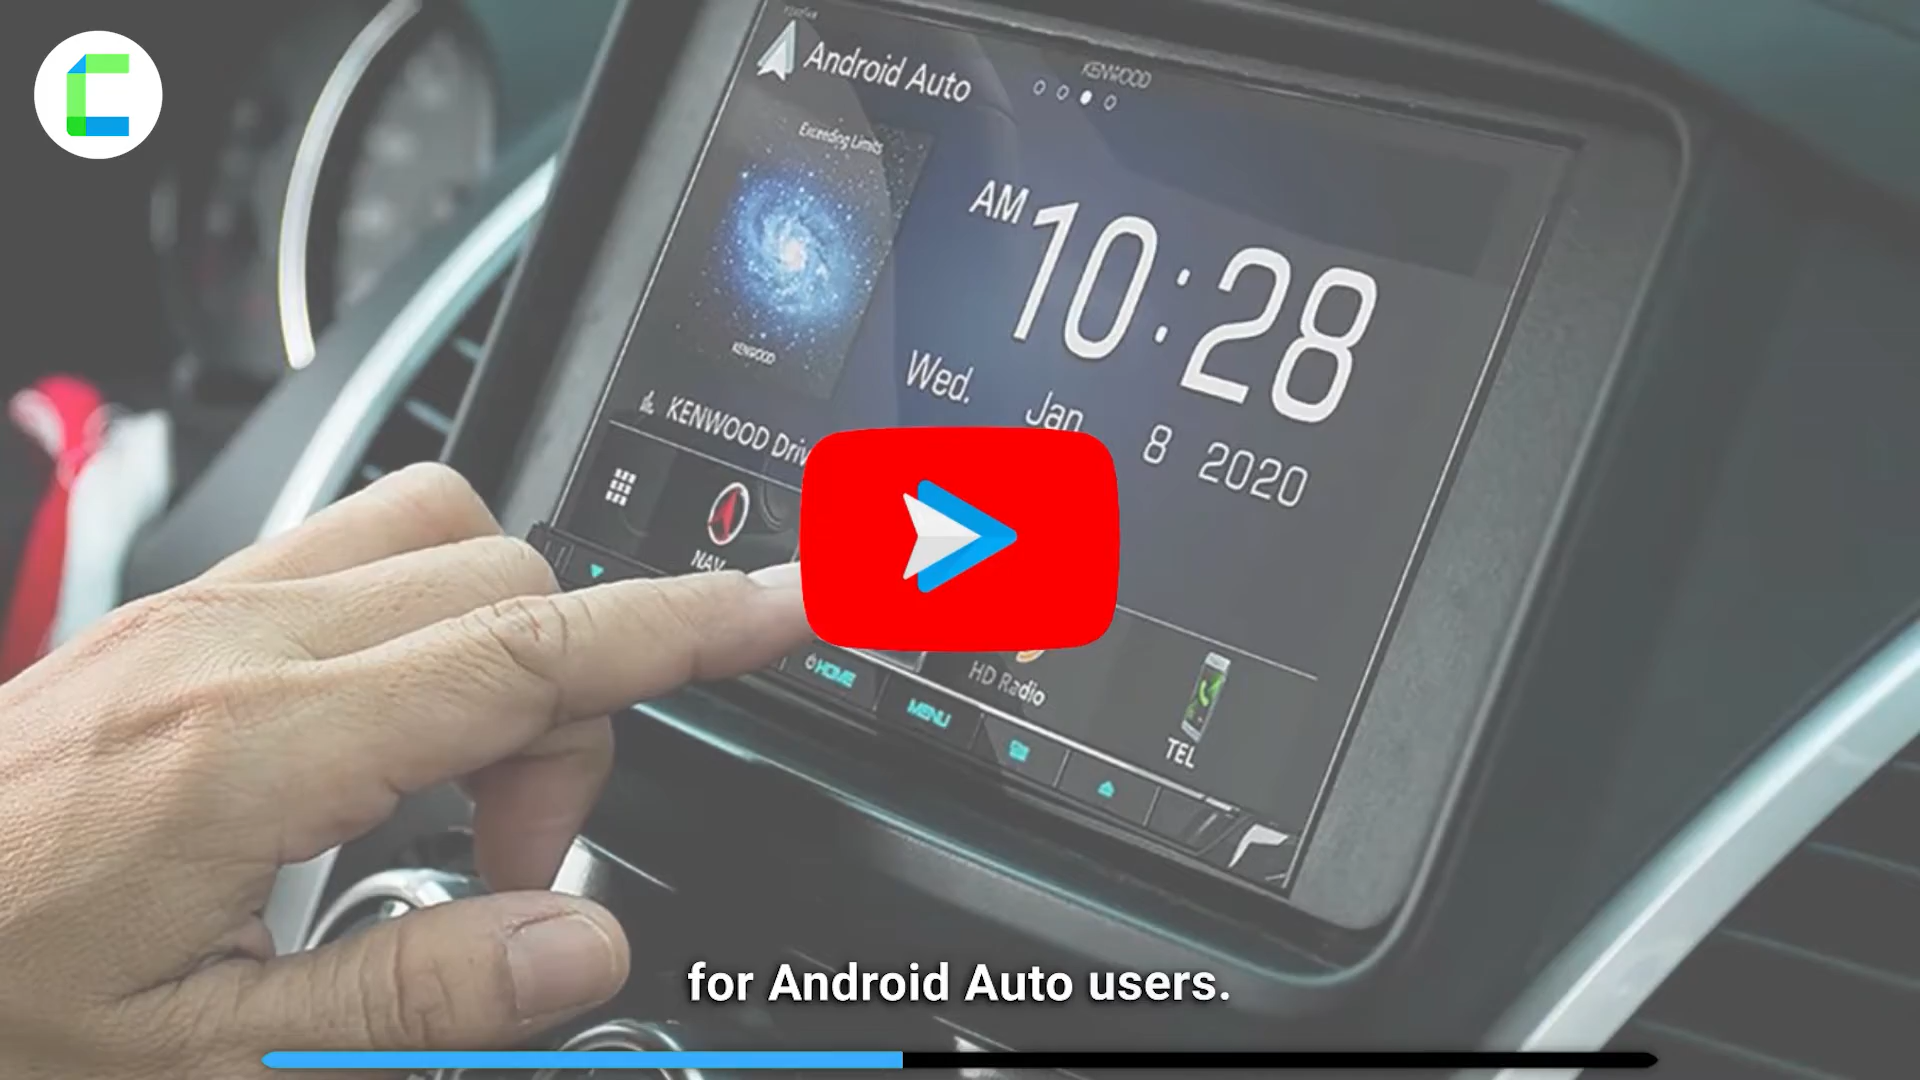 Android Auto
KENWOOD
Exceeding Limits
AM 10:28
KENWOOD
Wed. Jan 8 2020
KENWOOD Driv
NAV
HD Radio
TEL
HOME
MENU
for Android Auto users.